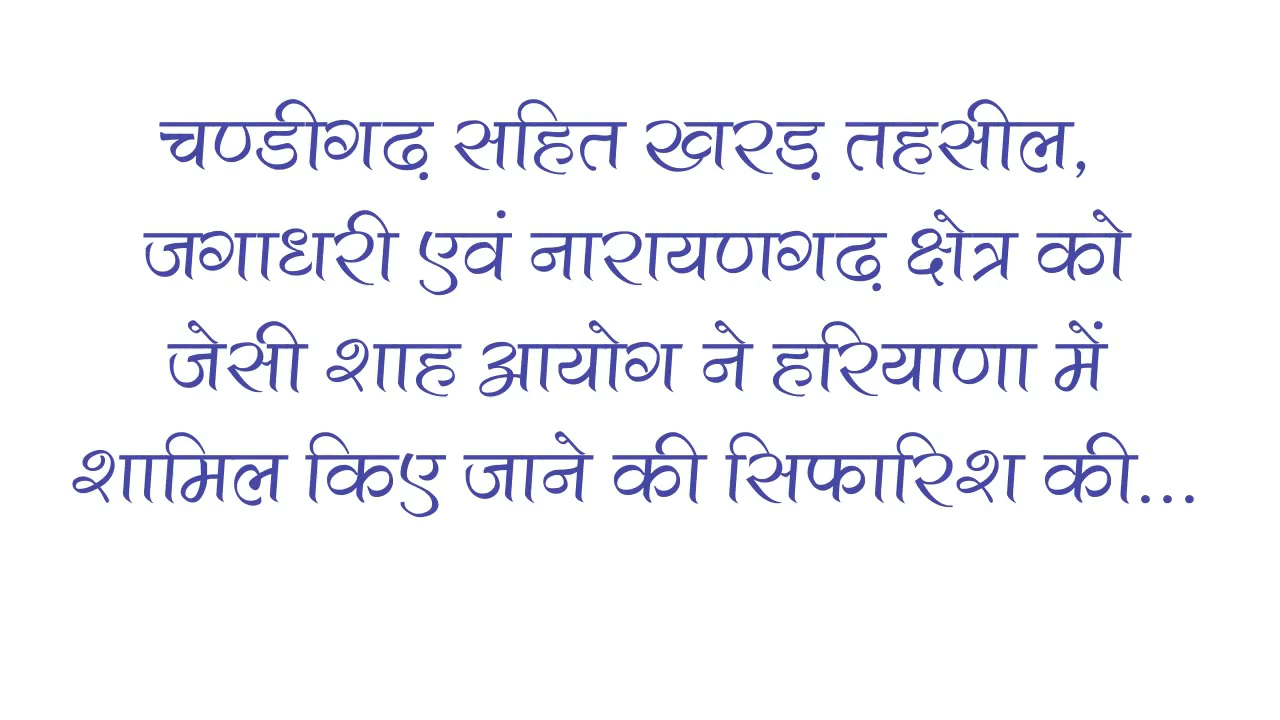 चण्डीगढ़ सहित खरड़ तहसील,
जगाधरी एवं नारायणगढ़ क्षेत्र को
जेसी शाह आयोग ने हरियाणा में
शामिल किए जाने की सिफारिश की...